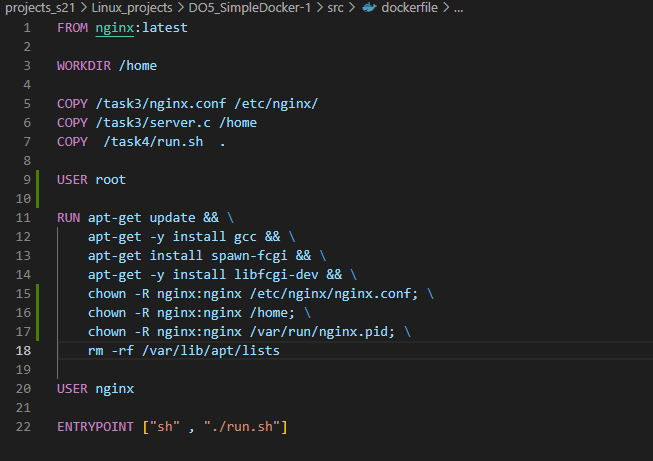 projects_s21 > Linux_projects > DO5_SimpleDocker-1 > src > dockerfile > ...
1 FROM nginx:latest
2
3 WORKDIR /home
4
5 COPY /task3/nginx.conf /etc/nginx/
6 COPY /task3/server.c /home
7 COPY  /task4/run.sh  .
8
9 USER root
10
11 RUN apt-get update && \
12     apt-get -y install gcc && \
13     apt-get install spawn-fcgi && \
14     apt-get -y install libfcgi-dev && \
15     chown -R nginx:nginx /etc/nginx/nginx.conf; \
16     chown -R nginx:nginx /home; \
17     chown -R nginx:nginx /var/run/nginx.pid; \
18     rm -rf /var/lib/apt/lists
19
20 USER nginx
21
22 ENTRYPOINT ["sh" , "./run.sh"]